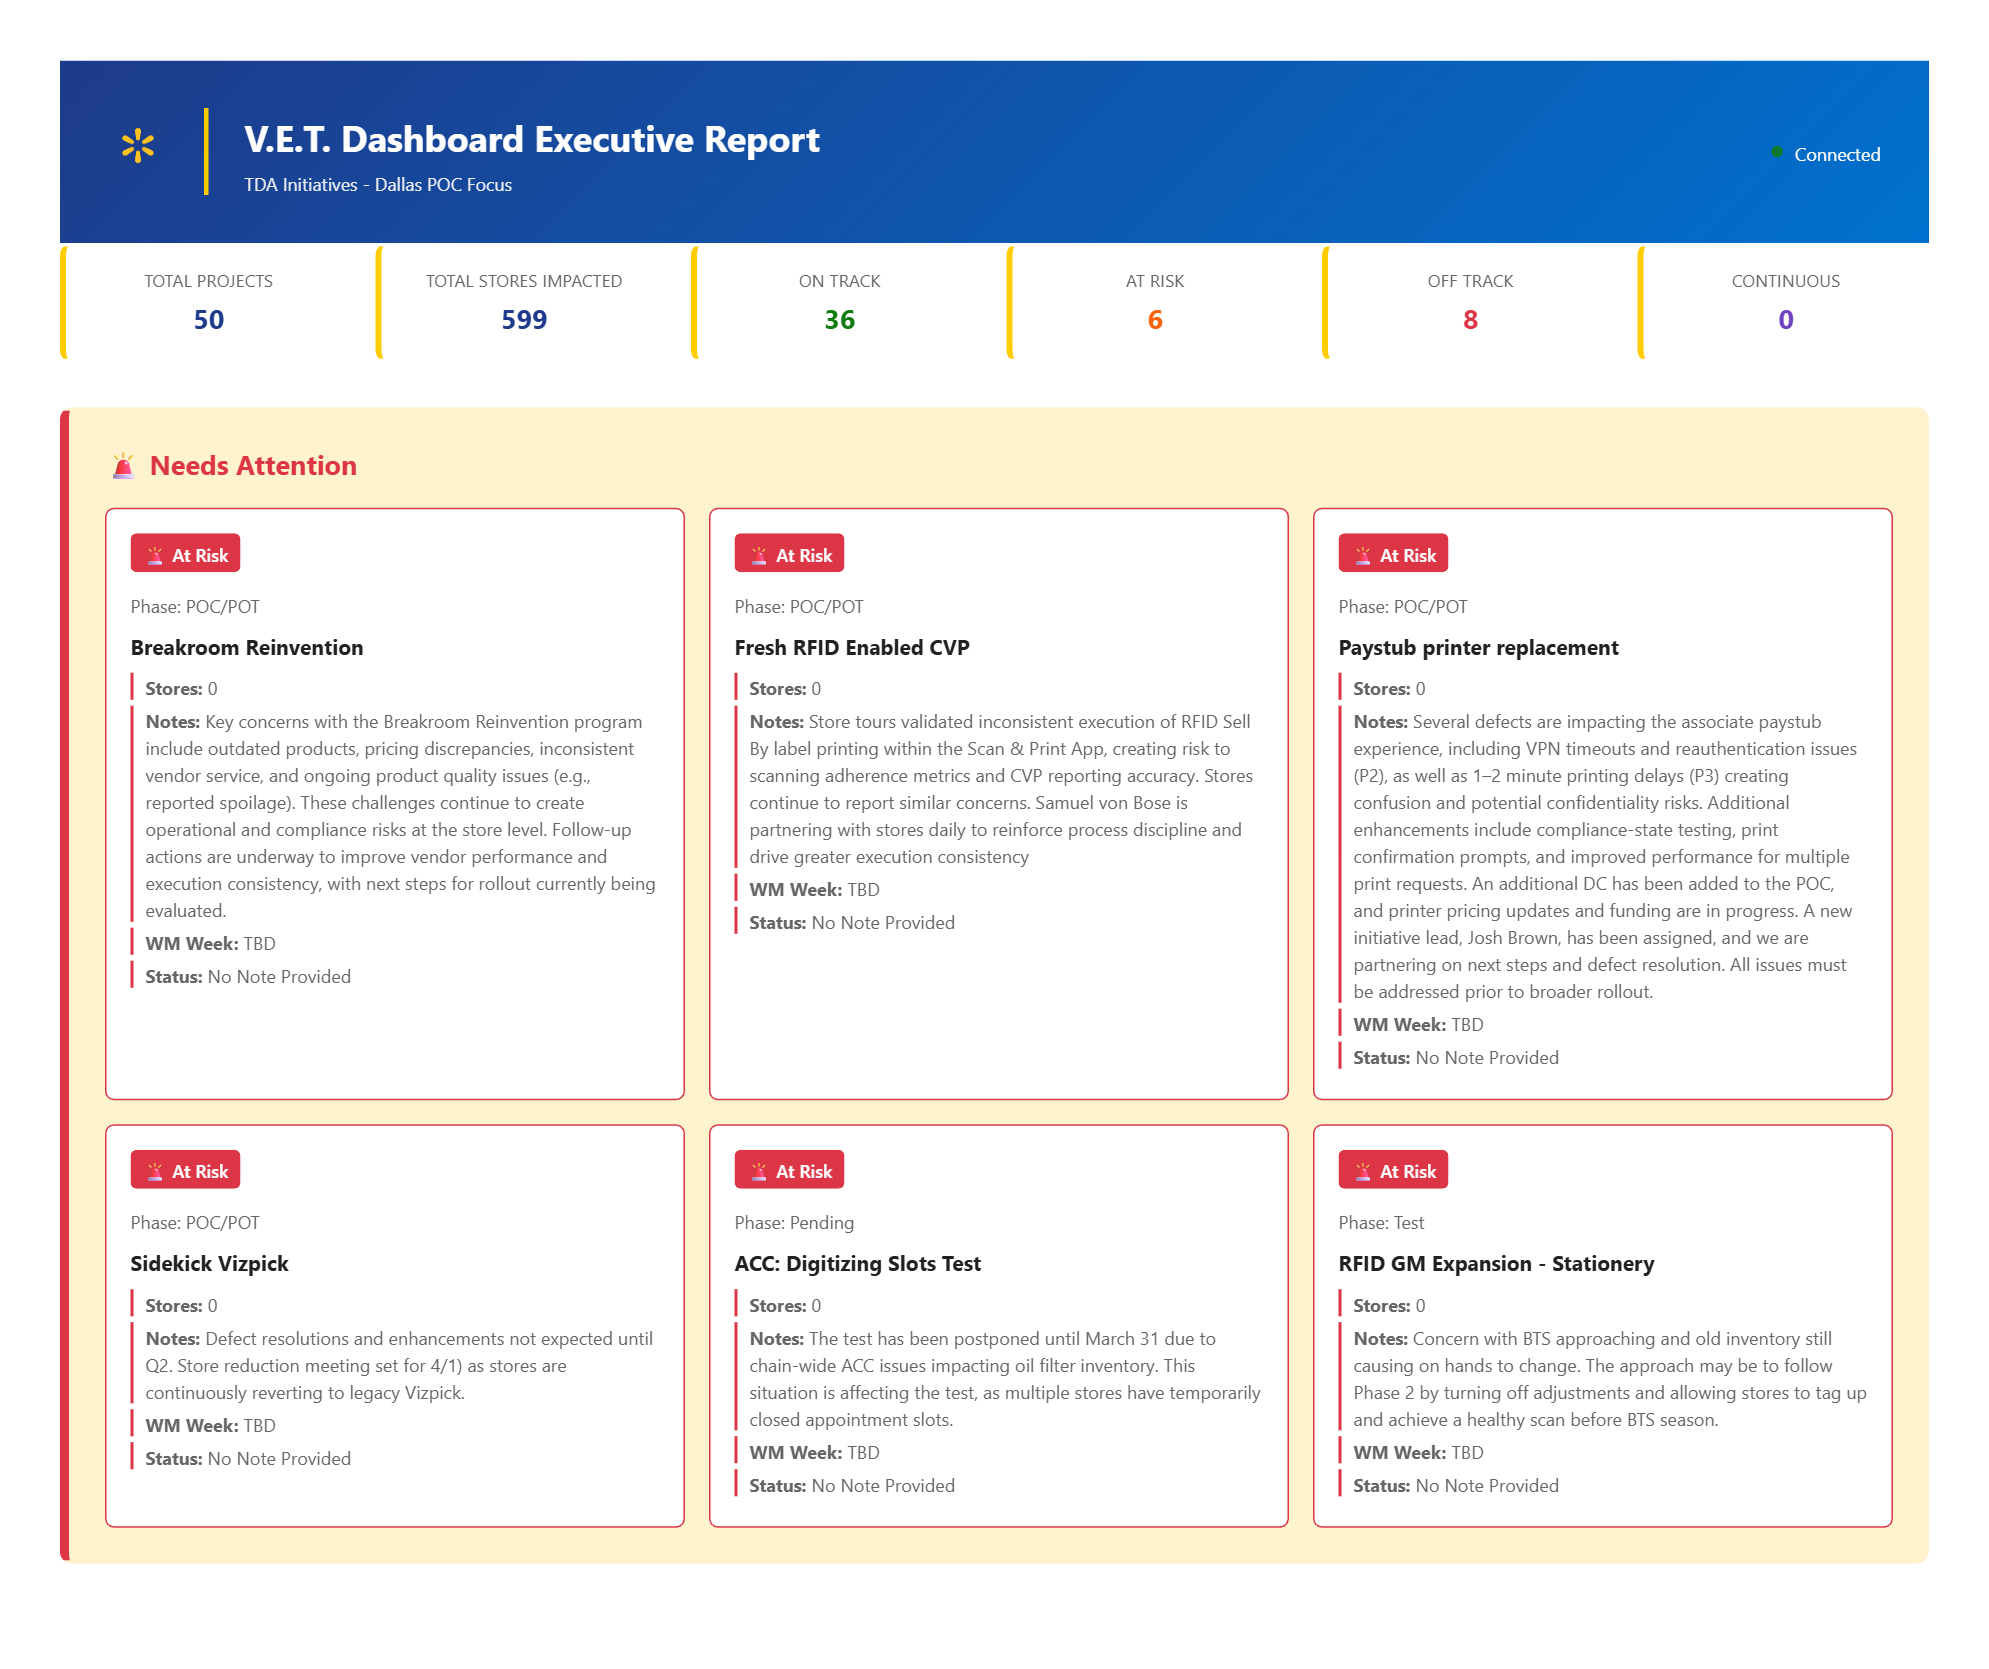 V.E.T. Dashboard Executive Report
TDA Initiatives - Dallas POC Focus
Connected
TOTAL PROJECTS
50
TOTAL STORES IMPACTED
599
ON TRACK
36
AT RISK
6
OFF TRACK
8
CONTINUOUS
0
Needs Attention
At Risk
Phase: POC/POT
Breakroom Reinvention
Stores: 0
Notes: Key concerns with the Breakroom Reinvention program
include outdated products, pricing discrepancies, inconsistent
vendor service, and ongoing product quality issues (e.g.,
reported spoilage). These challenges continue to create
operational and compliance risks at the store level. Follow-up
actions are underway to improve vendor performance and
execution consistency, with next steps for rollout currently being
evaluated.
WM Week: TBD
Status: No Note Provided
At Risk
Phase: POC/POT
Fresh RFID Enabled CVP
Stores: 0
Notes: Store tours validated inconsistent execution of RFID Sell
By label printing within the Scan & Print App, creating risk to
scanning adherence metrics and CVP reporting accuracy. Stores
continue to report similar concerns. Samuel von Bose is
partnering with stores daily to reinforce process discipline and
drive greater execution consistency
WM Week: TBD
Status: No Note Provided
At Risk
Phase: POC/POT
Paystub printer replacement
Stores: 0
Notes: Several defects are impacting the associate paystub
experience, including VPN timeouts and reauthentication issues
(P2), as well as 1–2 minute printing delays (P3) creating
confusion and potential confidentiality risks. Additional
enhancements include compliance-state testing, print
confirmation prompts, and improved performance for multiple
print requests. An additional DC has been added to the POC,
and printer pricing updates and funding are in progress. A new
initiative lead, Josh Brown, has been assigned, and we are
partnering on next steps and defect resolution. All issues must
be addressed prior to broader rollout.
WM Week: TBD
Status: No Note Provided
At Risk
Phase: POC/POT
Sidekick Vizpick
Stores: 0
Notes: Defect resolutions and enhancements not expected until
Q2. Store reduction meeting set for 4/1) as stores are
continuously reverting to legacy Vizpick.
WM Week: TBD
Status: No Note Provided
At Risk
Phase: Pending
ACC: Digitizing Slots Test
Stores: 0
Notes: The test has been postponed until March 31 due to
chain-wide ACC issues impacting oil filter inventory. This
situation is affecting the test, as multiple stores have temporarily
closed appointment slots.
WM Week: TBD
Status: No Note Provided
At Risk
Phase: Test
RFID GM Expansion - Stationery
Stores: 0
Notes: Concern with BTS approaching and old inventory still
causing on hands to change. The approach may be to follow
Phase 2 by turning off adjustments and allowing stores to tag up
and achieve a healthy scan before BTS season.
WM Week: TBD
Status: No Note Provided